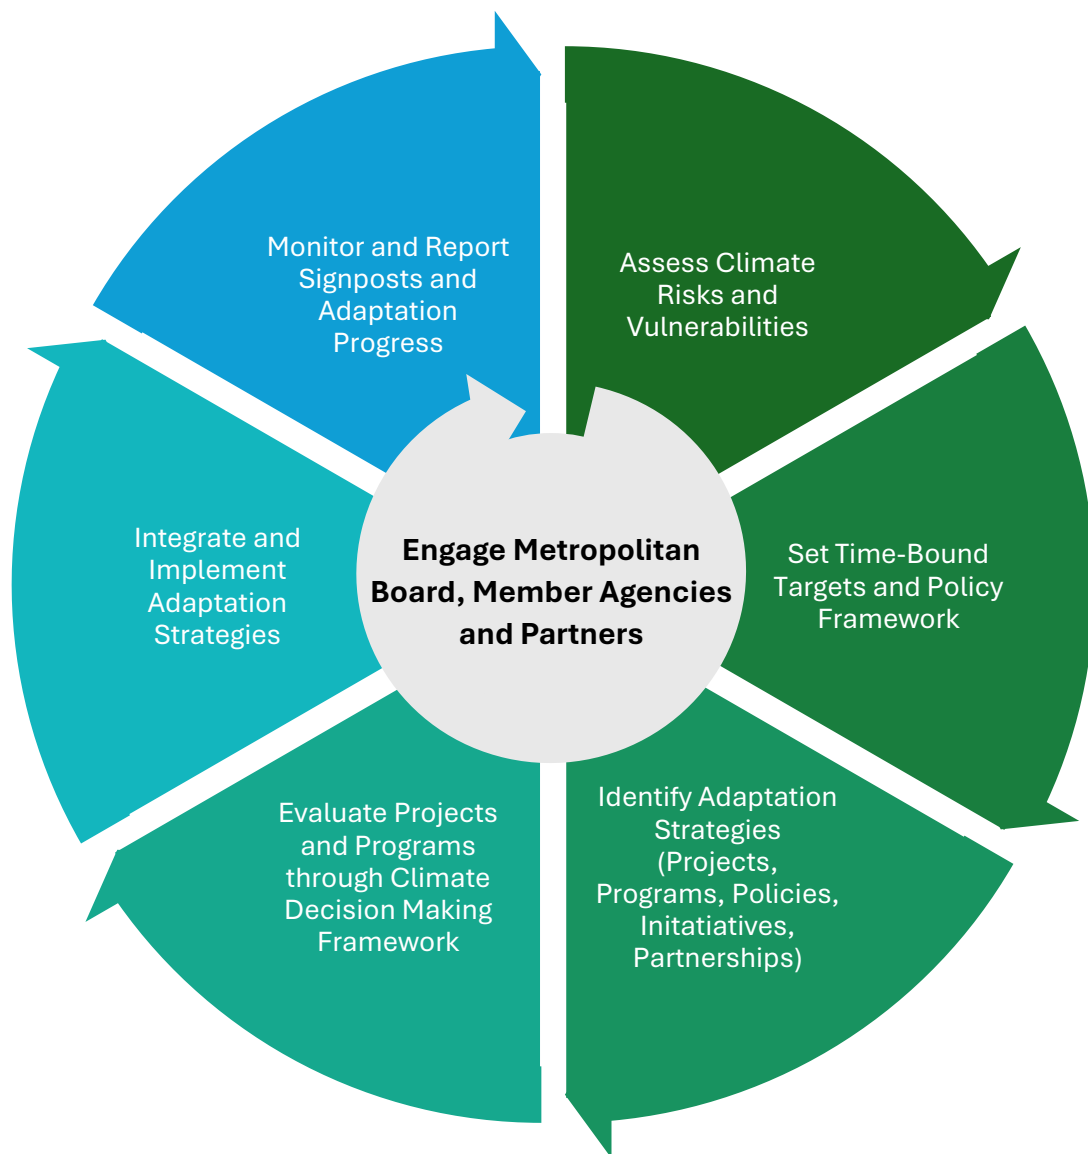 Assess Climate
Risks and
Vulnerabilities
Set Time-Bound
Targets and Policy
Framework
Identify Adaptation
Strategies
(Projects,
Programs, Policies,
Initatiatives,
Partnerships)
Evaluate Projects
and Programs
through Climate
Decision Making
Framework
Integrate and
Implement
Adaptation
Strategies
Monitor and Report
Signposts and
Adaptation
Progress
Engage Metropolitan
Board, Member Agencies
and Partners